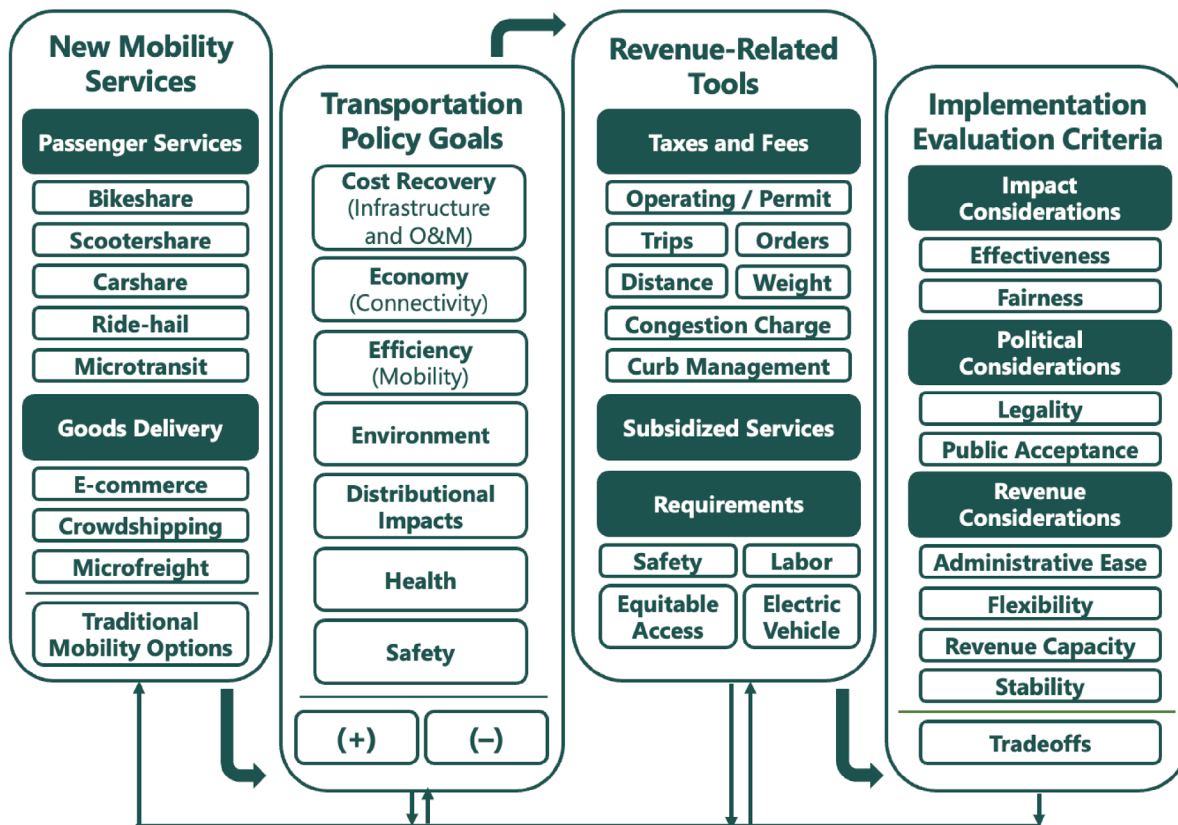 New Mobility
Services
Passenger Services
Bikeshare
Scootershare
Carshare
Ride-hail
Microtransit
Goods Delivery
E-commerce
Crowdshipping
Microfreight
Traditional
Mobility Options
Transportation
Policy Goals
Cost Recovery
(Infrastructure
and O&M)
Economy
(Connectivity)
Efficiency
(Mobility)
Environment
Distributional
Impacts
Health
Safety
(+)
(–)
Revenue-Related
Tools
Taxes and Fees
Operating / Permit
Trips
Orders
Distance
Weight
Congestion Charge
Curb Management
Subsidized Services
Requirements
Safety
Labor
Equitable
Access
Electric
Vehicle
Implementation
Evaluation Criteria
Impact
Considerations
Effectiveness
Fairness
Political
Considerations
Legality
Public Acceptance
Revenue
Considerations
Administrative Ease
Flexibility
Revenue Capacity
Stability
Tradeoffs